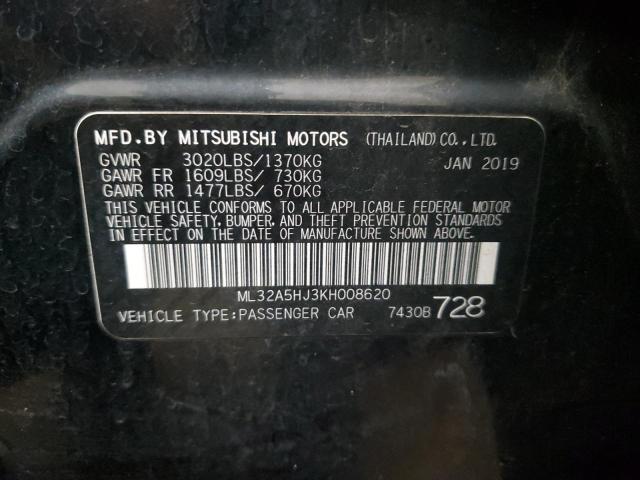 MFD.BY MITSUBISHI MOTORS (THAILAND)CO.,LTD.
GVWR 3020LBS/1370KG JAN 2019
GAWR FR 1609LBS/ 730KG
GAWR RR 1477LBS/ 670KG
THIS VEHICLE CONFORMS TO ALL APPLICABLE FEDERAL MOTOR
VEHICLE SAFETY, BUMPER, AND THEFT PREVENTION STANDARDS
IN EFFECT ON THE DATE OF MANUFACTURE SHOWN ABOVE.
ML32A5HJ3KH008620
VEHICLE TYPE:PASSENGER CAR 7430B 728